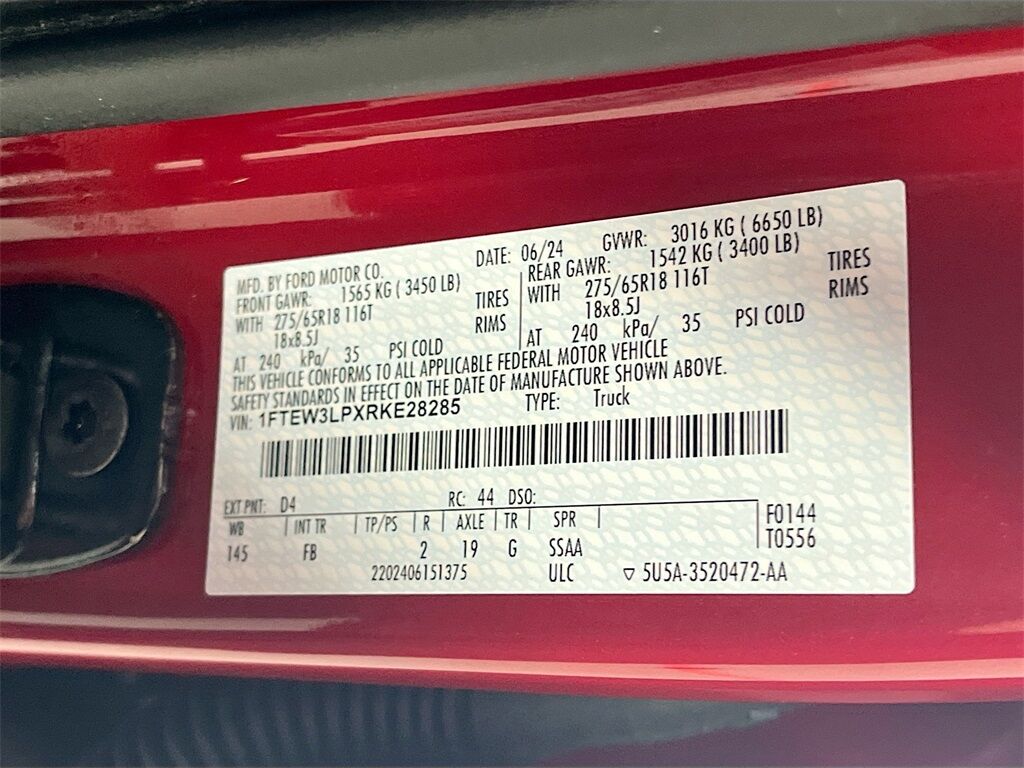 MFD. BY FORD MOTOR CO. DATE: 06/24 GVWR: 3016 KG ( 6650 LB)
FRONT GAWR: 1565 KG ( 3450 LB) REAR GAWR: 1542 KG ( 3400 LB)
WITH 275/65R18 116T TIRES WITH 275/65R18 116T TIRES
18x8.5J RIMS 18x8.5J RIMS
AT 240 kPa/ 35 PSI COLD AT 240 kPa/ 35 PSI COLD
THIS VEHICLE CONFORMS TO ALL APPLICABLE FEDERAL MOTOR VEHICLE
SAFETY STANDARDS IN EFFECT ON THE DATE OF MANUFACTURE SHOWN ABOVE.
VIN: 1FTEW3LPXRKE28285 TYPE: Truck
EXT PNT: D4 RC: 44 DSO:
WB INT TR TP/PS R AXLE TR SPR F0144
145 FB 2 19 G SSAA T0556
2202406151375 ULC ▽ 5U5A-3520472-AA